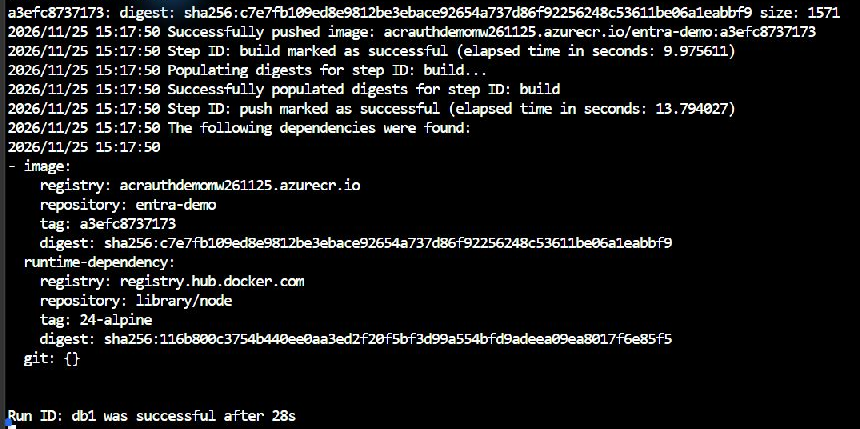 a3efc8737173: digest: sha256:c7e7fb109ed8e9812be3ebace92654a737d86f92256248c53611be06a1eabbf9 size: 1571
2026/11/25 15:17:50 Successfully pushed image: acrauthdemomw261125.azurecr.io/entra-demo:a3efc8737173
2026/11/25 15:17:50 Step ID: build marked as successful (elapsed time in seconds: 9.975611)
2026/11/25 15:17:50 Populating digests for step ID: build...
2026/11/25 15:17:50 Successfully populated digests for step ID: build
2026/11/25 15:17:50 Step ID: push marked as successful (elapsed time in seconds: 13.794027)
2026/11/25 15:17:50 The following dependencies were found:
2026/11/25 15:17:50
- image:
    registry: acrauthdemomw261125.azurecr.io
    repository: entra-demo
    tag: a3efc8737173
    digest: sha256:c7e7fb109ed8e9812be3ebace92654a737d86f92256248c53611be06a1eabbf9
  runtime-dependency:
    registry: registry.hub.docker.com
    repository: library/node
    tag: 24-alpine
    digest: sha256:116b800c3754b440ee0aa3ed2f20f5bf3d99a554bfd9adeea09ea8017f6e85f5
  git: {}
Run ID: db1 was successful after 28s